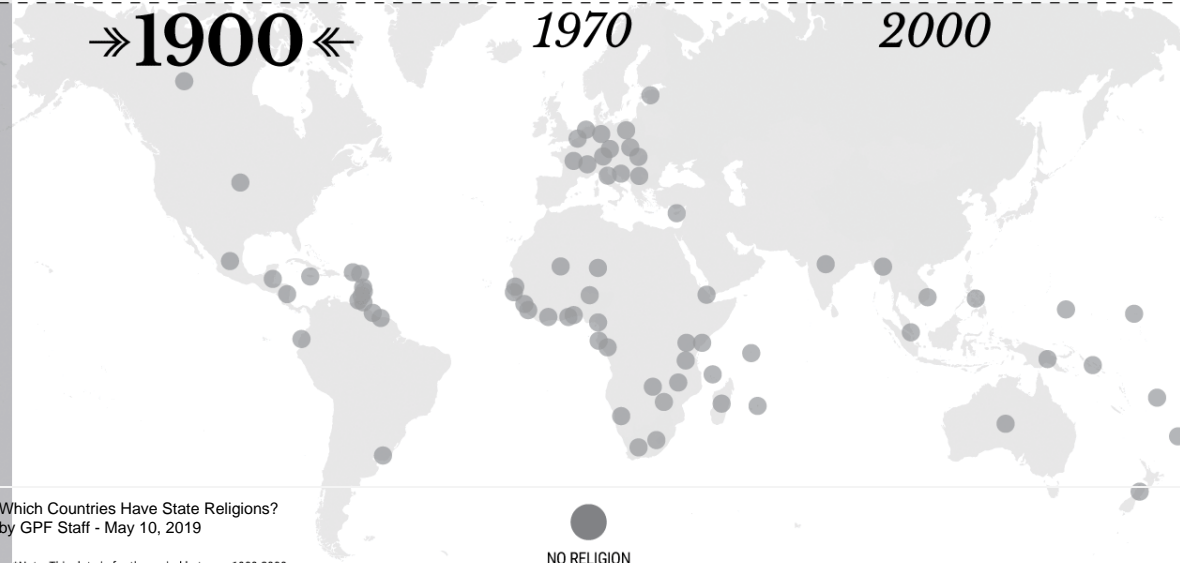 →»1900«←
1970
2000
Which Countries Have State Religions?
by GPF Staff - May 10, 2019
NO RELIGION